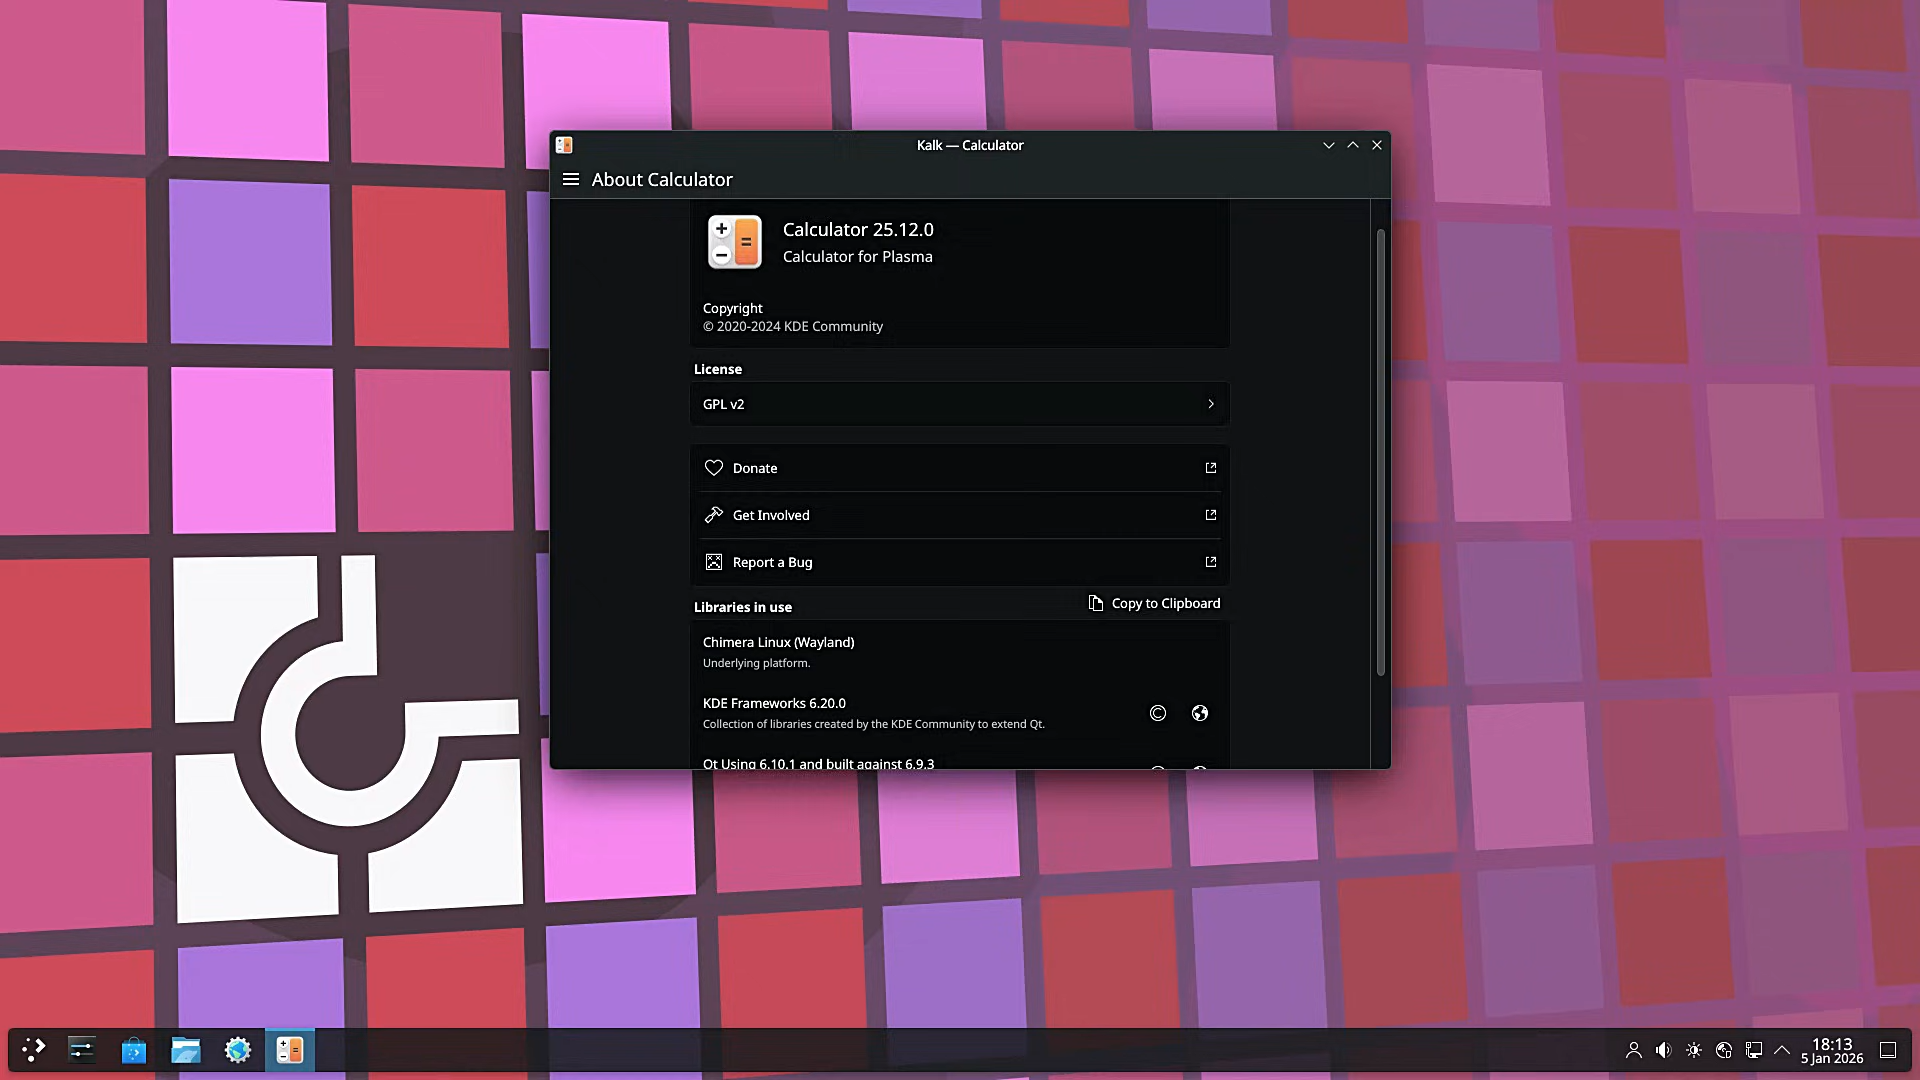 Kalk — Calculator
About Calculator
Calculator 25.12.0
Calculator for Plasma
Copyright
© 2020-2024 KDE Community
License
GPL v2
Donate
Get Involved
Report a Bug
Libraries in use
Copy to Clipboard
Chimera Linux (Wayland)
Underlying platform.
KDE Frameworks 6.20.0
Collection of libraries created by the KDE Community to extend Qt.
Qt Using 6.10.1 and built against 6.9.3
18:13
5 Jan 2026